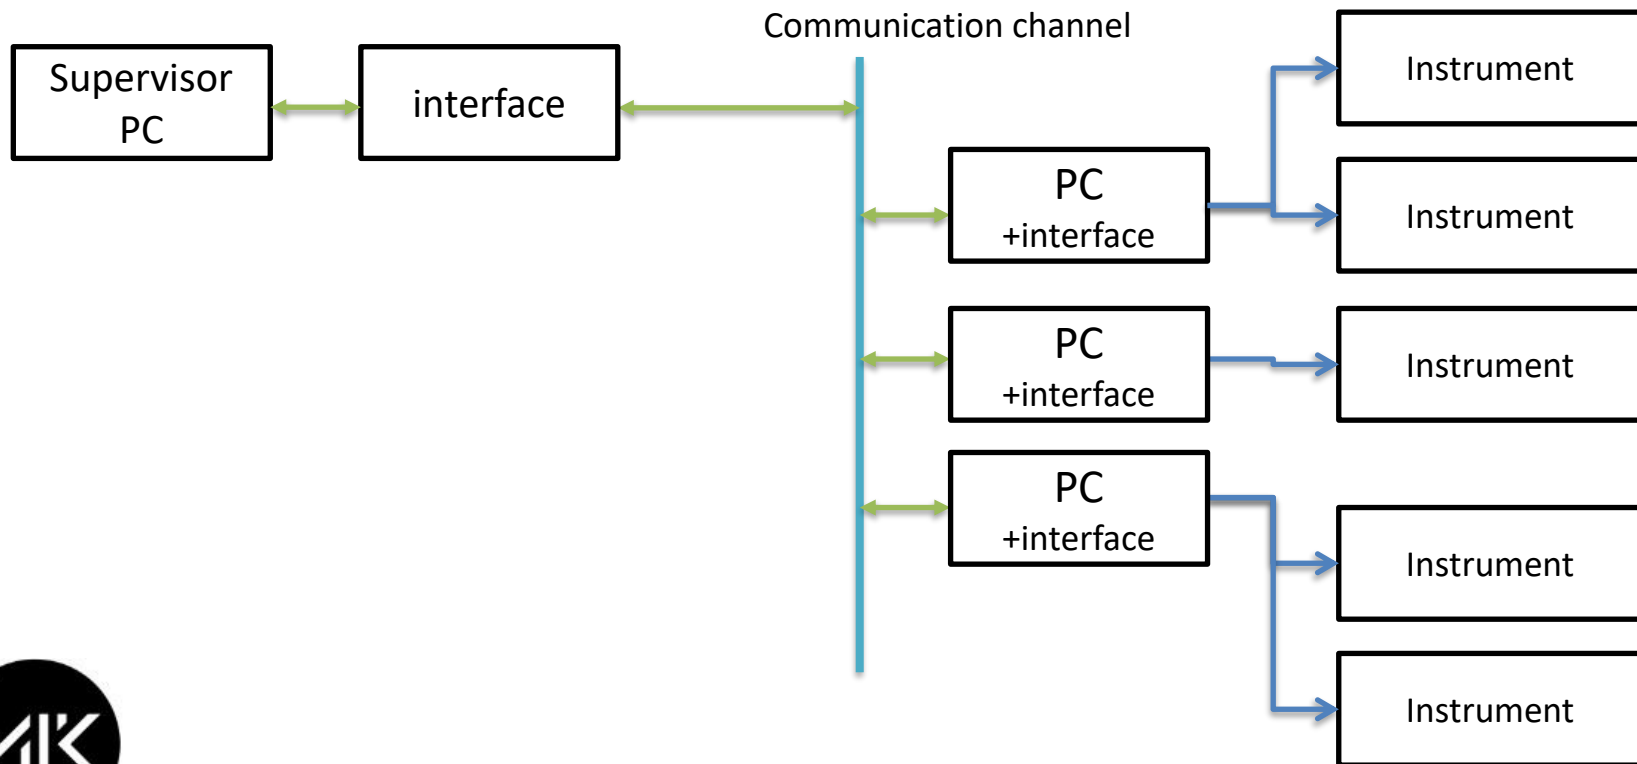 Communication channel
Supervisor
PC
interface
PC
+interface
PC
+interface
PC
+interface
Instrument
Instrument
Instrument
Instrument
Instrument